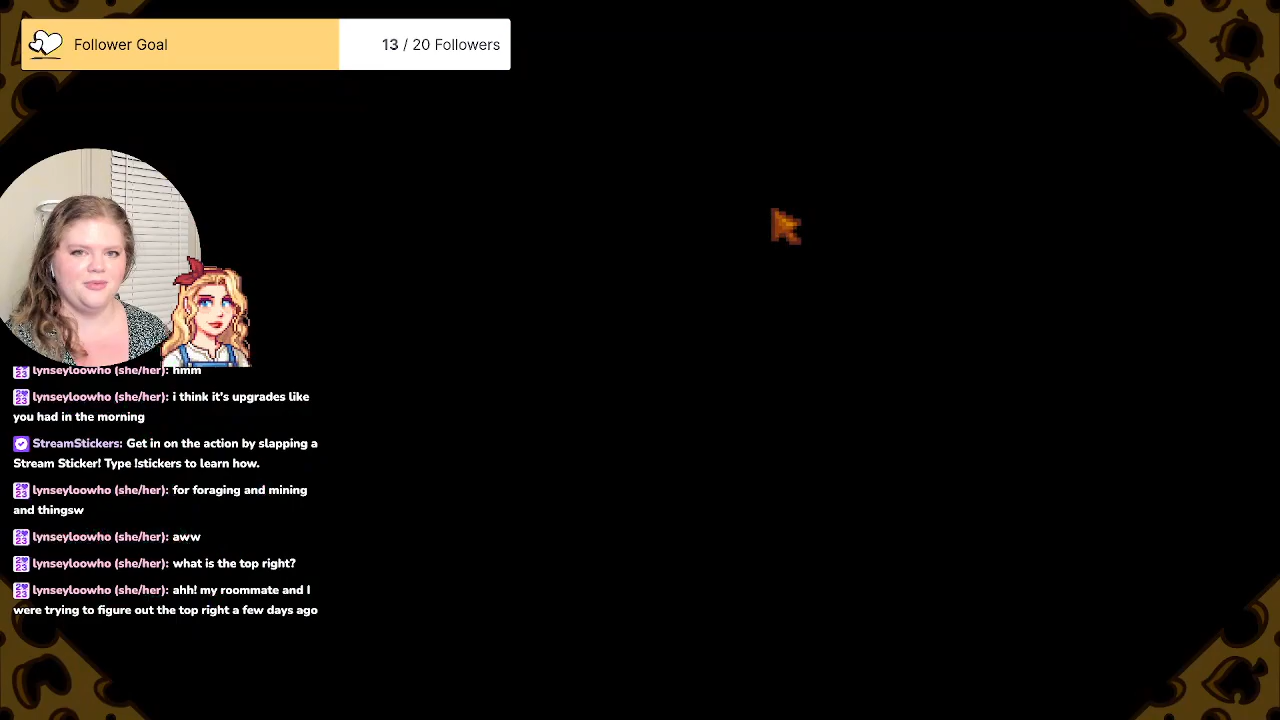 Follower Goal
13 / 20 Followers
lynseyloowho (she/her): hmm
lynseyloowho (she/her): i think it's upgrades like
you had in the morning
StreamStickers: Get in on the action by slapping a
Stream Sticker! Type !stickers to learn how.
lynseyloowho (she/her): for foraging and mining
and thingsw
lynseyloowho (she/her): aww
lynseyloowho (she/her): what is the top right?
lynseyloowho (she/her): ahh! my roommate and I
were trying to figure out the top right a few days ago